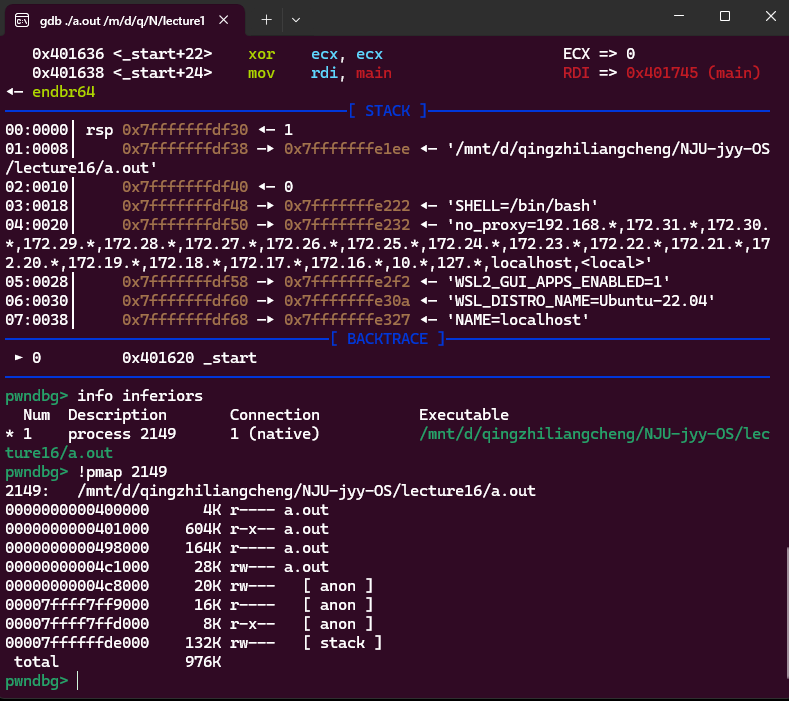 gdb ./a.out /m/d/q/N/lecture1
0x401636 <_start+22> xor ecx, ecx ECX => 0
0x401638 <_start+24> mov rdi, main RDI => 0x401745 (main)
◂— endbr64
[ STACK ]
00:0000│ rsp 0x7fffffffdf30 ◂— 1
01:0008│ 0x7fffffffdf38 —▸ 0x7fffffffe1ee ◂— '/mnt/d/qingzhiliangcheng/NJU-jyy-OS
/lecture16/a.out'
02:0010│ 0x7fffffffdf40 ◂— 0
03:0018│ 0x7fffffffdf48 —▸ 0x7fffffffe222 ◂— 'SHELL=/bin/bash'
04:0020│ 0x7fffffffdf50 —▸ 0x7fffffffe232 ◂— 'no_proxy=192.168.*,172.31.*,172.30.
*,172.29.*,172.28.*,172.27.*,172.26.*,172.25.*,172.24.*,172.23.*,172.22.*,172.21.*,17
2.20.*,172.19.*,172.18.*,172.17.*,172.16.*,10.*,127.*,localhost,<local>'
05:0028│ 0x7fffffffdf58 —▸ 0x7fffffffe2f2 ◂— 'WSL2_GUI_APPS_ENABLED=1'
06:0030│ 0x7fffffffdf60 —▸ 0x7fffffffe30a ◂— 'WSL_DISTRO_NAME=Ubuntu-22.04'
07:0038│ 0x7fffffffdf68 —▸ 0x7fffffffe327 ◂— 'NAME=localhost'
[ BACKTRACE ]
► 0 0x401620 _start
pwndbg> info inferiors
Num Description Connection Executable
* 1 process 2149 1 (native) /mnt/d/qingzhiliangcheng/NJU-jyy-OS/lec
ture16/a.out
pwndbg> !pmap 2149
2149: /mnt/d/qingzhiliangcheng/NJU-jyy-OS/lecture16/a.out
0000000000400000 4K r---- a.out
0000000000401000 604K r-x-- a.out
0000000000498000 164K r---- a.out
00000000004c1000 28K rw--- a.out
00000000004c8000 20K rw--- [ anon ]
00007ffff7ff9000 16K r---- [ anon ]
00007ffff7ffd000 8K r-x-- [ anon ]
00007ffffffde000 132K rw--- [ stack ]
total 976K
pwndbg>